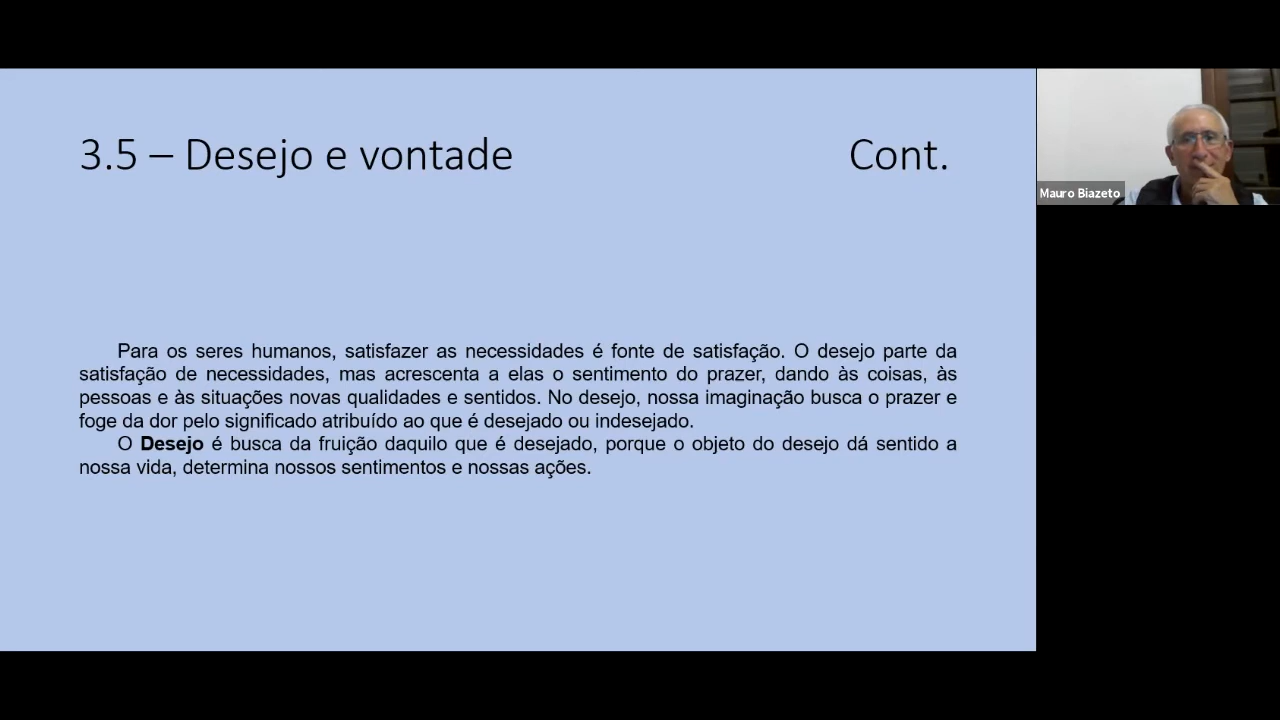 3.5 – Desejo e vontade Cont.
Mauro Biazeto
Para os seres humanos, satisfazer as necessidades é fonte de satisfação. O desejo parte da
satisfação de necessidades, mas acrescenta a elas o sentimento do prazer, dando às coisas, às
pessoas e às situações novas qualidades e sentidos. No desejo, nossa imaginação busca o prazer e
foge da dor pelo significado atribuído ao que é desejado ou indesejado.
O Desejo é busca da fruição daquilo que é desejado, porque o objeto do desejo dá sentido a
nossa vida, determina nossos sentimentos e nossas ações.